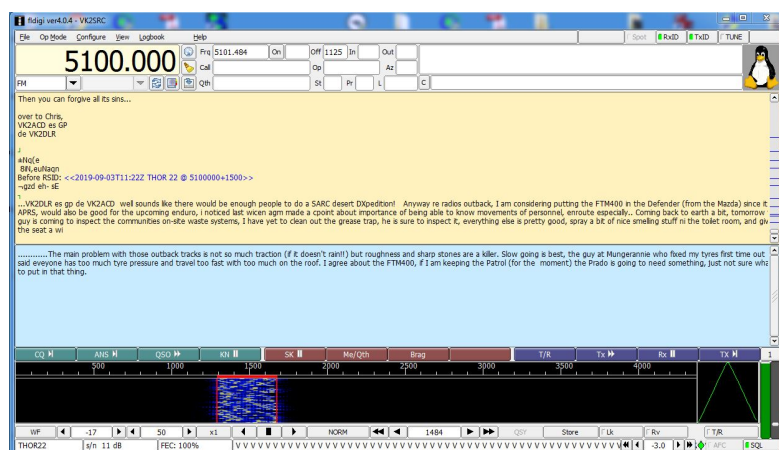 fldigi ver4.0.4 - VK2SRC
File Op Mode Configure View Logbook Help
Spot RxID TxID TUNE
5100.000
Frq 5101.484 On Off 1125 In Out
Call Op Az
Qth St Pr L C
FM
Then you can forgive all its sins...
over to Chris,
VK2ACD es GP
de VK2DLR
8iN,euNaqn
Before RSID: <<2019-09-03T11:22Z THOR 22 @ 5100000+1500>>
¬gzd eh- sE
...VK2DLR es gp de VK2ACD well sounds like there would be enough people to do a SARC desert DXpedition! Anyway re radios outback, I am considering putting the FTM400 in the Defender (from the Mazda) since it
APRS, would also be good for the upcoming enduro, i noticed last wicen agm made a cpoint about importance of being able to know movements of personnel, enroute especially.. Coming back to earth a bit, tomorrow
guy is coming to inspect the communities on-site waste systems, I have yet to clean out the grease trap, he is sure to inspect it, everything else is pretty good, spray a bit of nice smelling stuff ni the toilet room, and giv
the seat a wi
............The main problem with those outback tracks is not so much traction (if it doesn't rain!!) but roughness and sharp stones are a killer. Slow going is best, the guy at Mungerannie who fixed my tyres first time out
said eveyone has too much tyre pressure and travel too fast with too much on the roof. I agree about the FTM400, if I am keeping the Patrol (for the moment) the Prado is going to need something, just not sure wha
to put in that thing.
CQ ANS QSO KN SK Me/Qth Brag T/R Tx Rx TX 1
500 1000 1500 2000 2500 3000 3500 4000
WF -17 50 x1 NORM 1484 QSY Store Lk Rv T/R
THOR22 s/n 11 dB FEC: 100% -3.0 AFC SQL